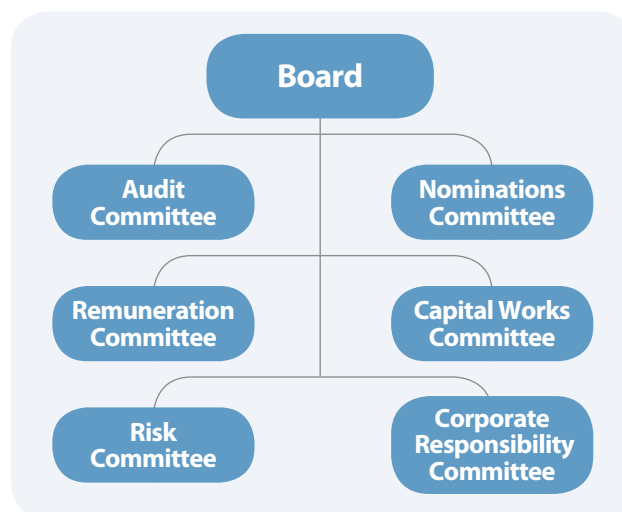 Board
Audit
Committee
Nominations
Committee
Remuneration
Committee
Capital Works
Committee
Risk
Committee
Corporate
Responsibility
Committee